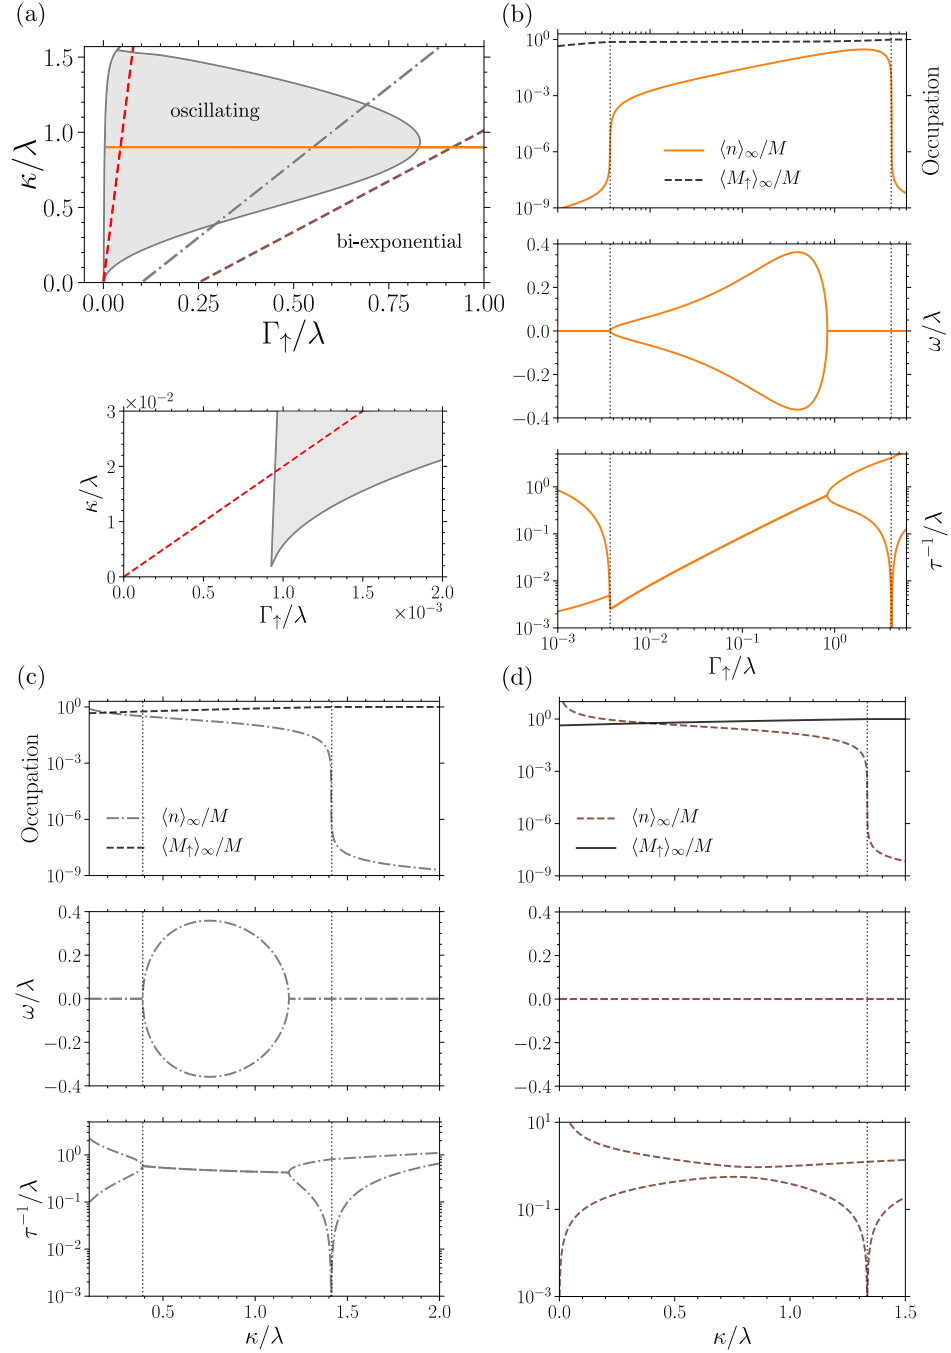 (a)
1.5
1.0
0.5
0.0
κ/λ
oscillating
bi-exponential
0.00 0.25 0.50 0.75 1.00
Γ↑/λ
×10⁻²
3
2
1
0
κ/λ
0.0 0.5 1.0 1.5 2.0
Γ↑/λ
×10⁻³
(b)
10⁰
10⁻³
10⁻⁶
10⁻⁹
Occupation
⟨n⟩∞/M
⟨M↑⟩∞/M
0.4
0.2
0.0
−0.2
−0.4
ω/λ
10⁰
10⁻¹
10⁻²
10⁻³
τ⁻¹/λ
10⁻³ 10⁻² 10⁻¹ 10⁰
Γ↑/λ
(c)
10⁰
10⁻³
10⁻⁶
10⁻⁹
Occupation
⟨n⟩∞/M
⟨M↑⟩∞/M
0.4
0.2
0.0
−0.2
−0.4
ω/λ
10⁰
10⁻¹
10⁻²
10⁻³
τ⁻¹/λ
0.5 1.0 1.5 2.0
κ/λ
(d)
10⁰
10⁻³
10⁻⁶
10⁻⁹
⟨n⟩∞/M
⟨M↑⟩∞/M
0.4
0.2
0.0
−0.2
−0.4
10¹
10⁻¹
10⁻³
0.0 0.5 1.0 1.5
κ/λ